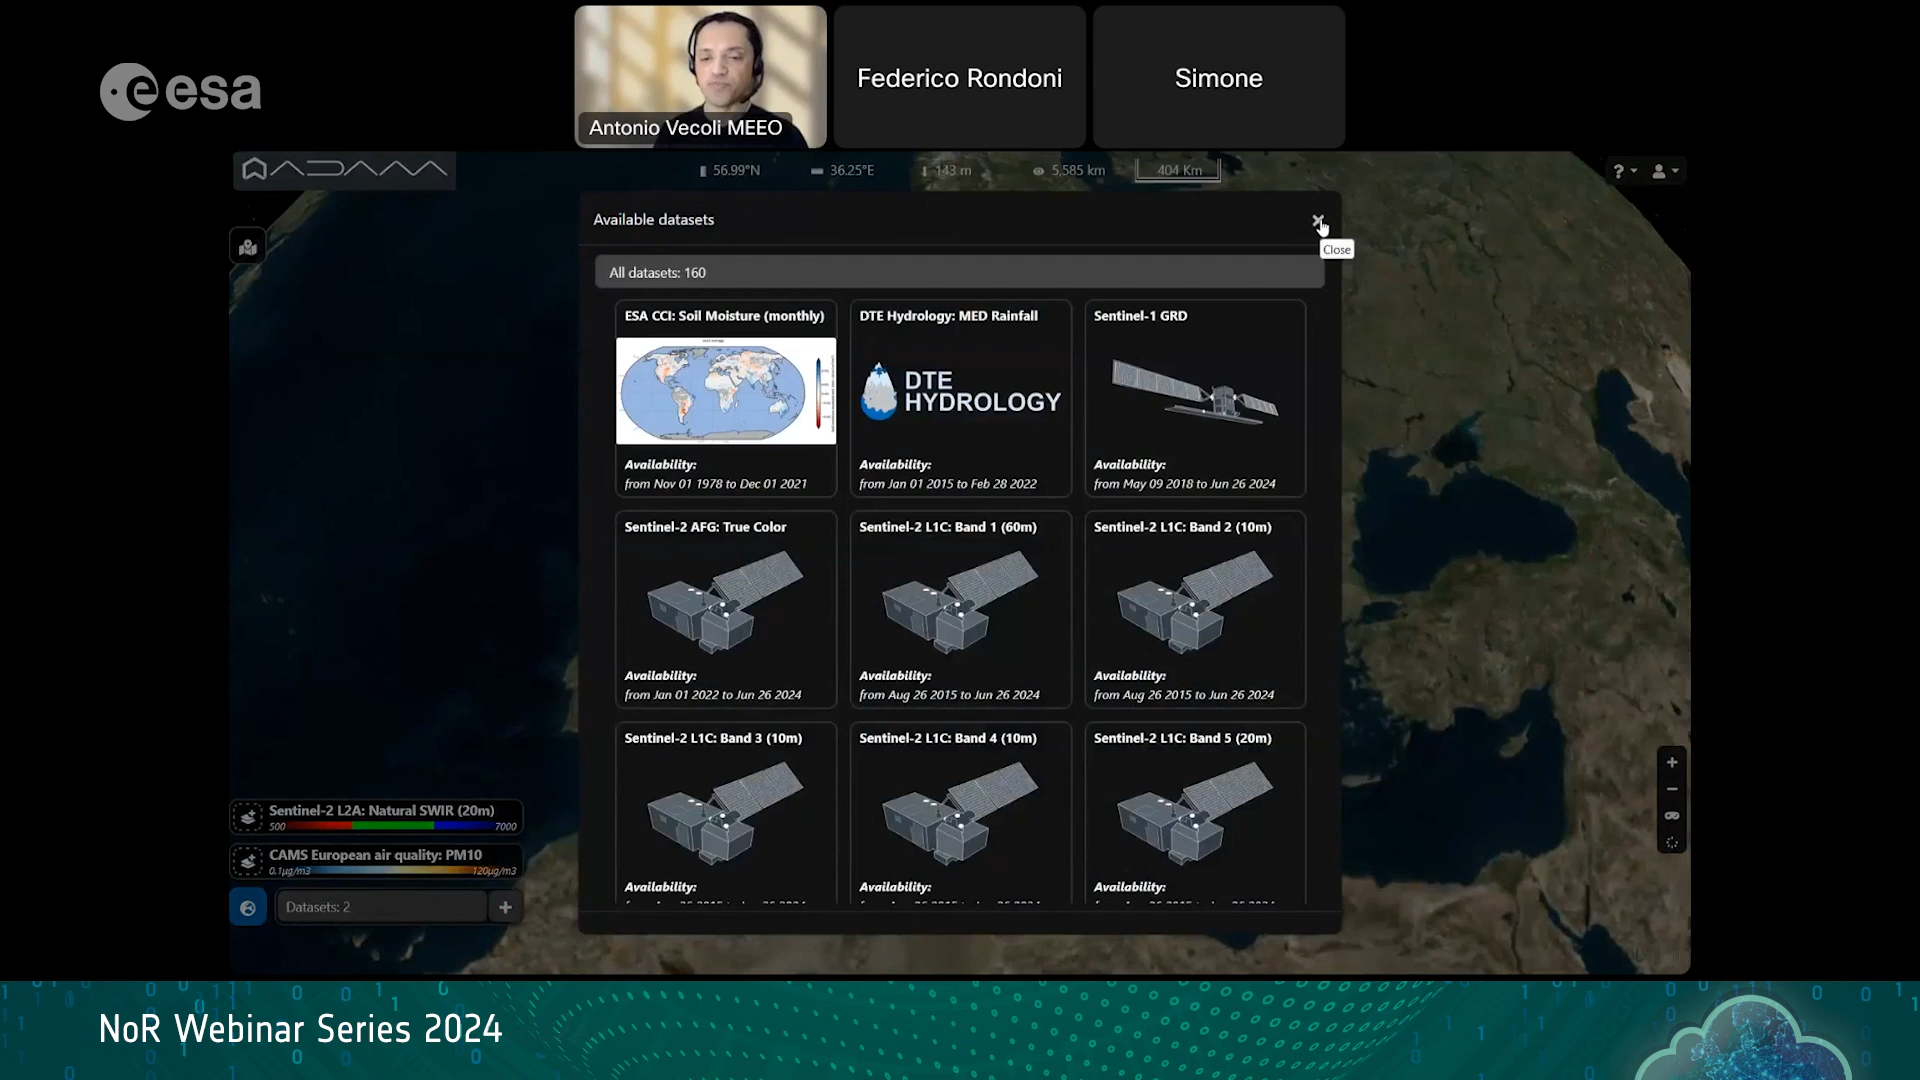 esa
Antonio Vecoli MEEO
Federico Rondoni
Simone
ADAM
56.99°N
36.25°E
143 m
5,585 km
404 Km
?
Available datasets
Close
All datasets: 160
ESA CCI: Soil Moisture (monthly)
Availability:
from Nov 01 1978 to Dec 01 2021
DTE Hydrology: MED Rainfall
DTE
HYDROLOGY
Availability:
from Jan 01 2015 to Feb 28 2022
Sentinel-1 GRD
Availability:
from May 09 2018 to Jun 26 2024
Sentinel-2 AFG: True Color
Availability:
from Jan 01 2022 to Jun 26 2024
Sentinel-2 L1C: Band 1 (60m)
Availability:
from Aug 26 2015 to Jun 26 2024
Sentinel-2 L1C: Band 2 (10m)
Availability:
from Aug 26 2015 to Jun 26 2024
Sentinel-2 L1C: Band 3 (10m)
Availability:
Sentinel-2 L1C: Band 4 (10m)
Availability:
Sentinel-2 L1C: Band 5 (20m)
Availability:
Sentinel-2 L2A: Natural SWIR (20m)
500 7000
CAMS European air quality: PM10
0.1µg/m3 120µg/m3
Datasets: 2
NoR Webinar Series 2024